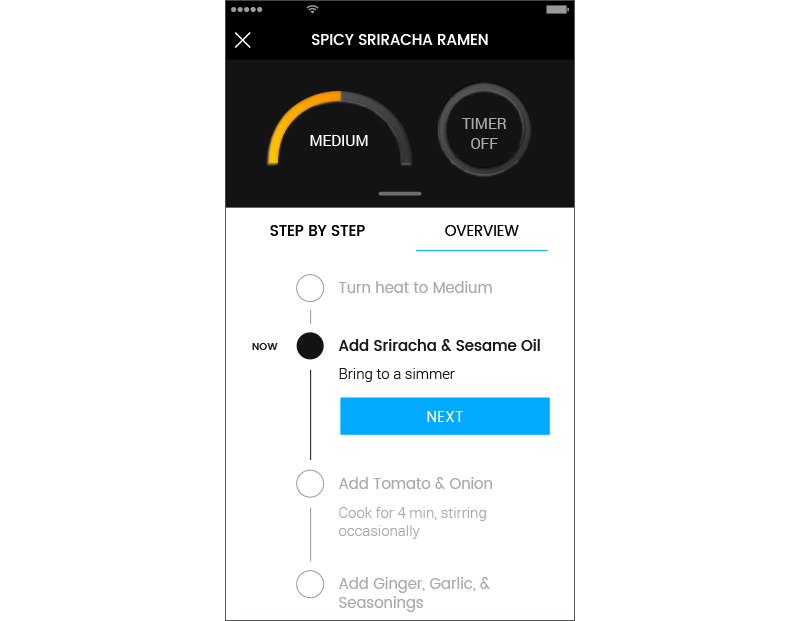 SPICY SRIRACHA RAMEN
MEDIUM
TIMER
OFF
STEP BY STEP
OVERVIEW
Turn heat to Medium
NOW
Add Sriracha & Sesame Oil
Bring to a simmer
NEXT
Add Tomato & Onion
Cook for 4 min, stirring
occasionally
Add Ginger, Garlic, &
Seasonings